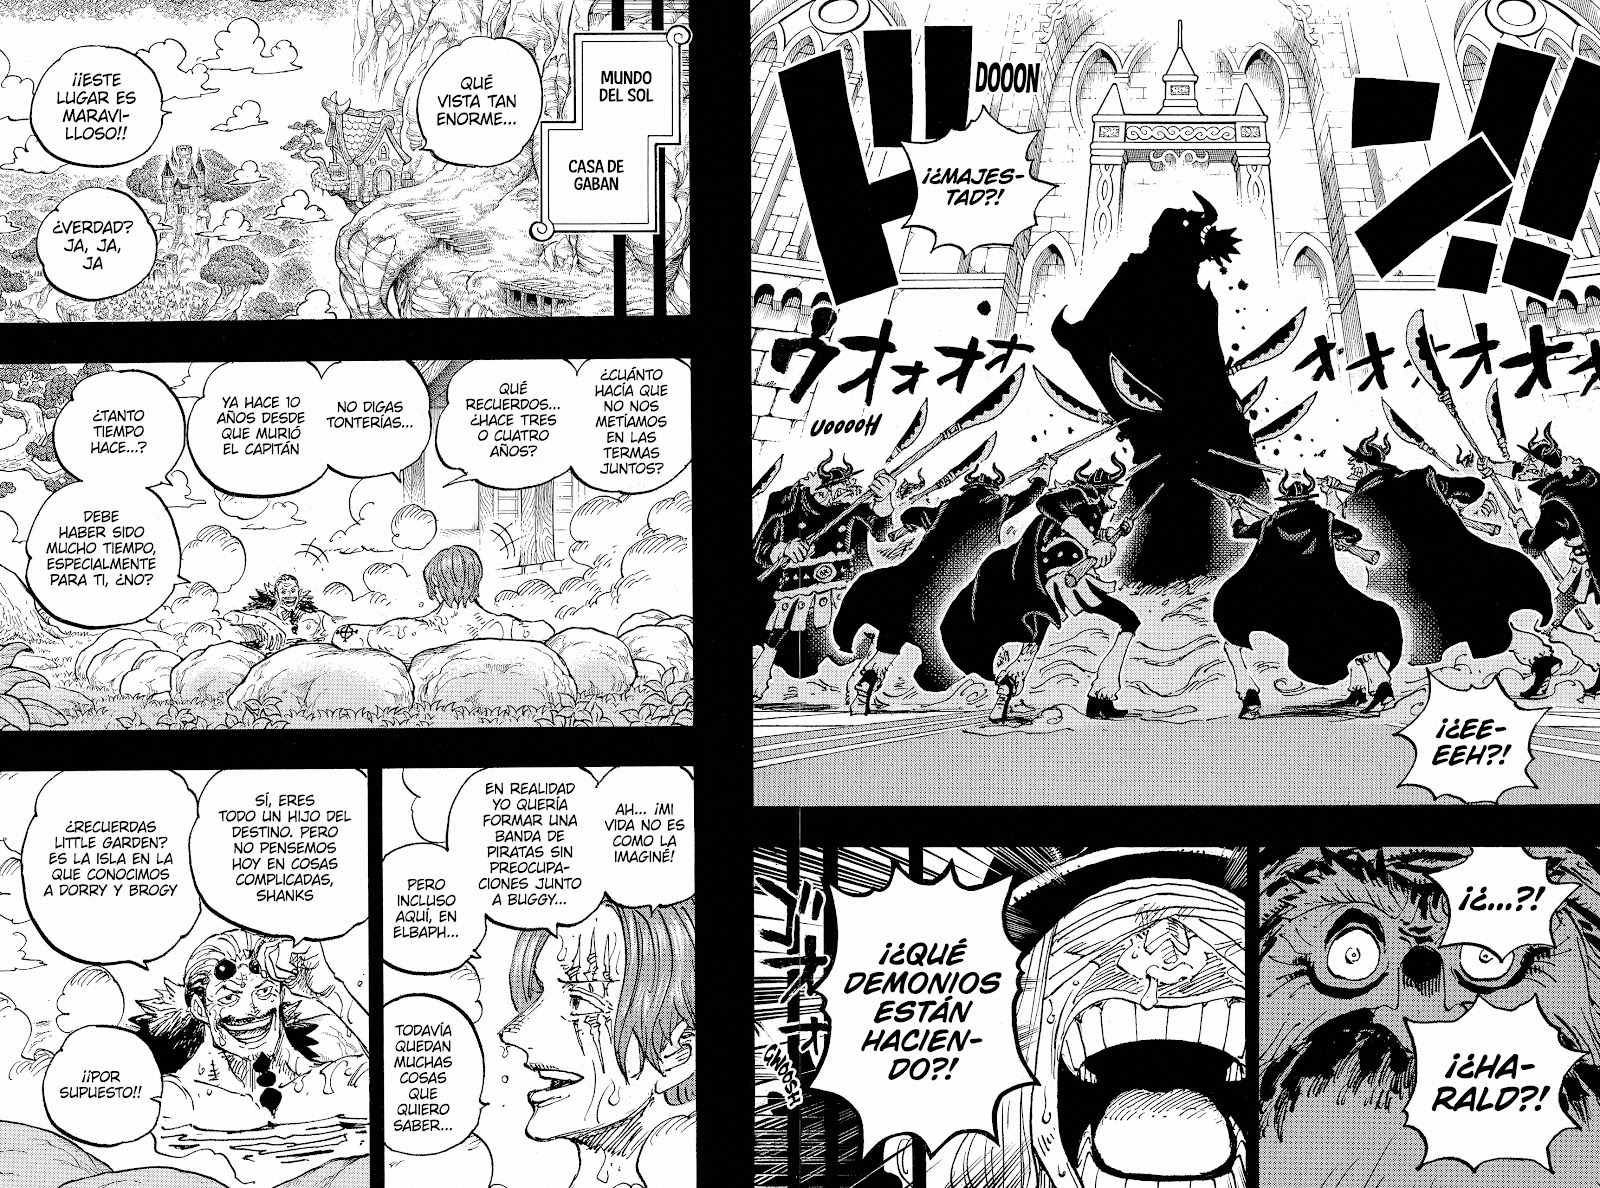 ドン!!
DOOON
¡¿MAJES-
TAD?!
ウオォオオ
オオオオオオ
UOOOOH
¡¿EE-
EEH?!
¡¿...?!
¡¿HA-
RALD?!
¡¿QUÉ
DEMONIOS
ESTÁN
HACIEN-
DO?!
GWOOSH
MUNDO
DEL SOL
CASA DE
GABAN
QUÉ
VISTA TAN
ENORME...
¡¡ESTE
LUGAR ES
MARAVI-
LLOSO!!
¿VERDAD?
JA, JA,
JA
¿CUÁNTO
HACÍA QUE
NO NOS
METÍAMOS
EN LAS
TERMAS
JUNTOS?
QUÉ
RECUERDOS...
¿HACE TRES
O CUATRO
AÑOS?
NO DIGAS
TONTERÍAS...
YA HACE 10
AÑOS DESDE
QUE MURIÓ
EL CAPITÁN
¿TANTO
TIEMPO
HACE...?
DEBE
HABER SIDO
MUCHO TIEMPO,
ESPECIALMENTE
PARA TI, ¿NO?
AH... ¡MI
VIDA NO ES
COMO LA
IMAGINÉ!
EN REALIDAD
YO QUERÍA
FORMAR UNA
BANDA DE
PIRATAS SIN
PREOCUPA-
CIONES JUNTO
A BUGGY...
PERO
INCLUSO
AQUÍ, EN
ELBAPH...
TODAVÍA
QUEDAN
MUCHAS
COSAS
QUE
QUIERO
SABER...
SÍ, ERES
TODO UN HIJO DEL
DESTINO. PERO
NO PENSEMOS
HOY EN COSAS
COMPLICADAS,
SHANKS
¿RECUERDAS
LITTLE GARDEN?
ES LA ISLA EN LA
QUE CONOCIMOS
A DORRY Y BROGY
¡¡POR
SUPUESTO!!